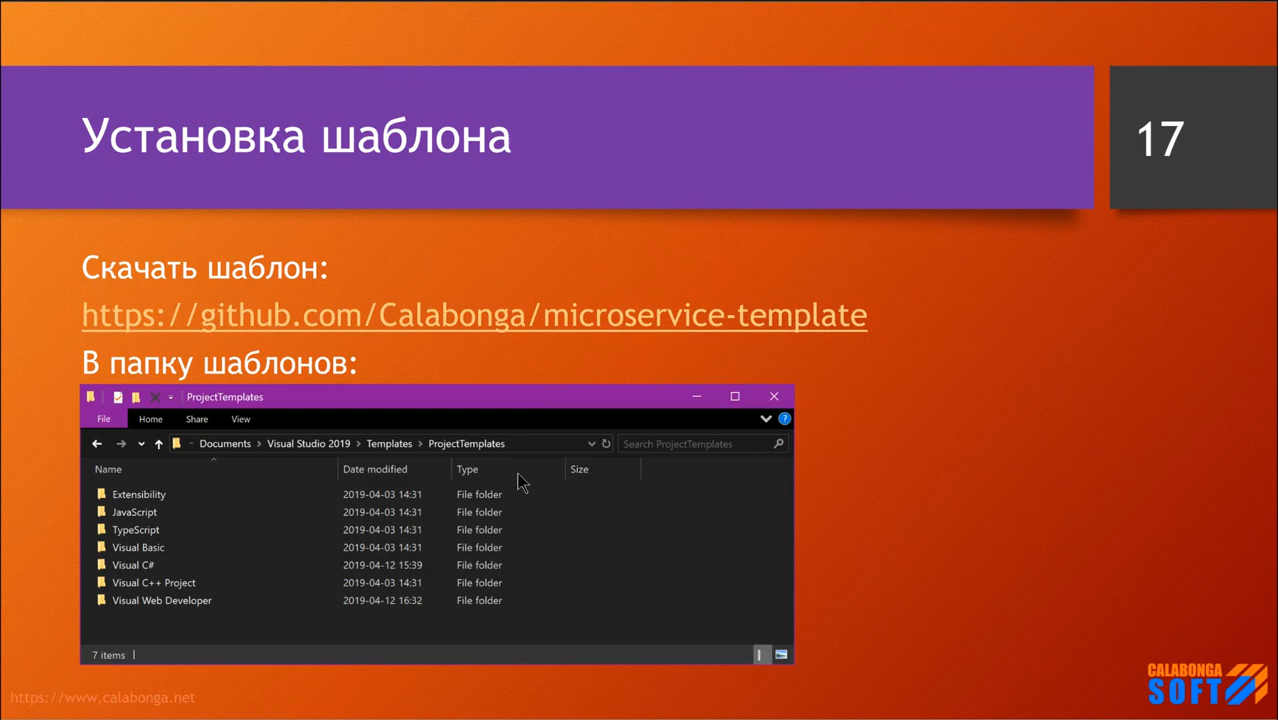 Установка шаблона
17
Скачать шаблон:
https://github.com/Calabonga/microservice-template
В папку шаблонов:
ProjectTemplates
File Home Share View
Documents > Visual Studio 2019 > Templates > ProjectTemplates
Search ProjectTemplates
Name Date modified Type Size
Extensibility 2019-04-03 14:31 File folder
JavaScript 2019-04-03 14:31 File folder
TypeScript 2019-04-03 14:31 File folder
Visual Basic 2019-04-03 14:31 File folder
Visual C# 2019-04-12 15:39 File folder
Visual C++ Project 2019-04-03 14:31 File folder
Visual Web Developer 2019-04-12 16:32 File folder
7 items
https://www.calabonga.net
CALABONGA
SOFT